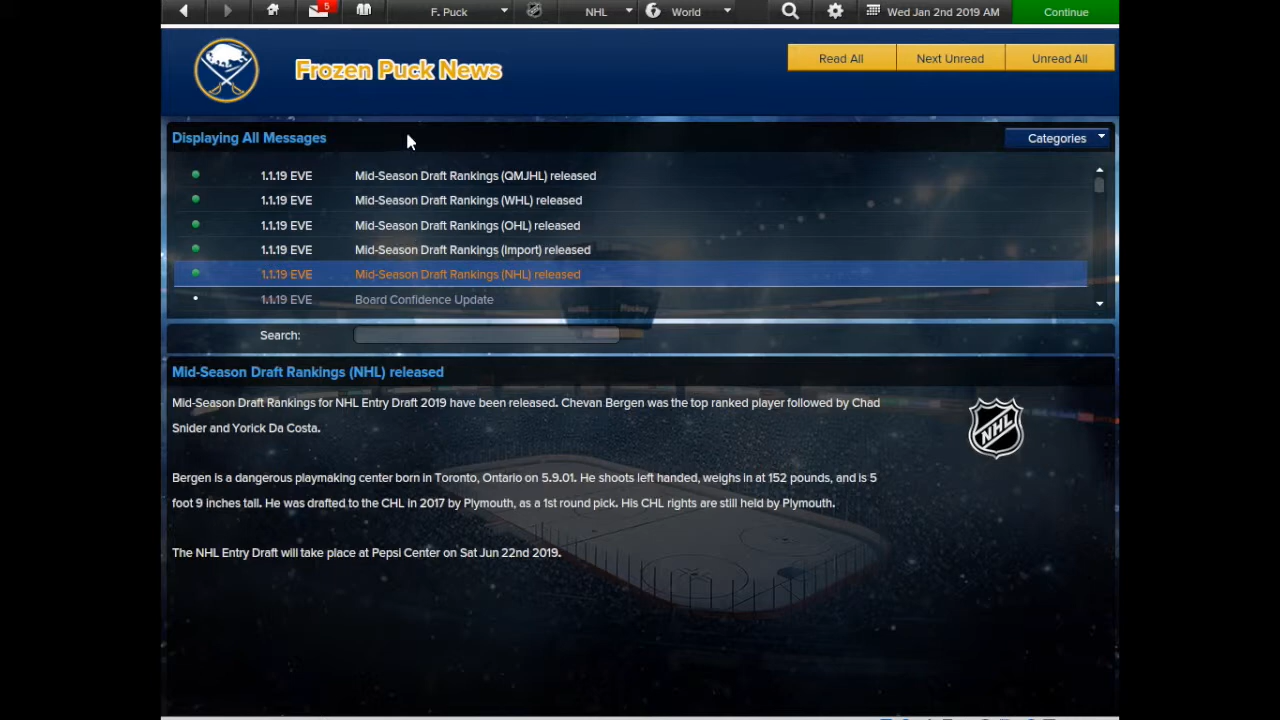 5
F. Puck
NHL
World
Wed Jan 2nd 2019 AM
Continue
Frozen Puck News
Read All
Next Unread
Unread All
Displaying All Messages
Categories
1.1.19 EVE Mid-Season Draft Rankings (QMJHL) released
1.1.19 EVE Mid-Season Draft Rankings (WHL) released
1.1.19 EVE Mid-Season Draft Rankings (OHL) released
1.1.19 EVE Mid-Season Draft Rankings (Import) released
1.1.19 EVE Mid-Season Draft Rankings (NHL) released
1.1.19 EVE Board Confidence Update
Search:
Mid-Season Draft Rankings (NHL) released
Mid-Season Draft Rankings for NHL Entry Draft 2019 have been released. Chevan Bergen was the top ranked player followed by Chad
Snider and Yorick Da Costa.
NHL
Bergen is a dangerous playmaking center born in Toronto, Ontario on 5.9.01. He shoots left handed, weighs in at 152 pounds, and is 5
foot 9 inches tall. He was drafted to the CHL in 2017 by Plymouth, as a 1st round pick. His CHL rights are still held by Plymouth.
The NHL Entry Draft will take place at Pepsi Center on Sat Jun 22nd 2019.